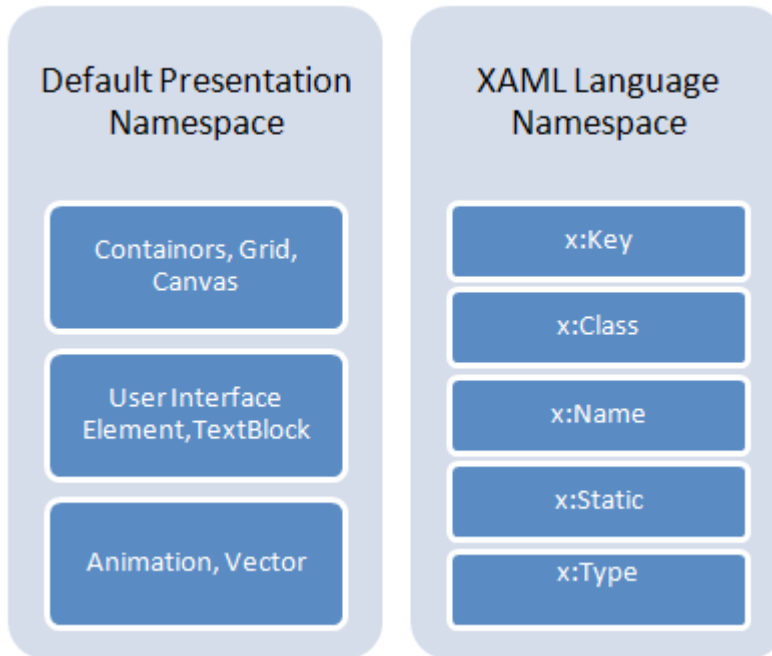 Default Presentation
Namespace
Containors, Grid,
Canvas
User Interface
Element,TextBlock
Animation, Vector
XAML Language
Namespace
x:Key
x:Class
x:Name
x:Static
x:Type